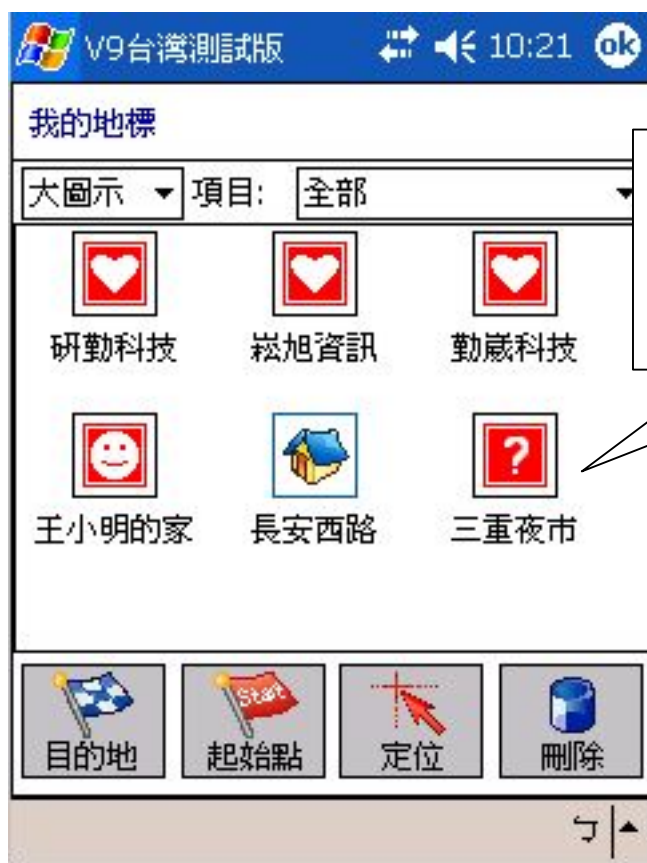 V9台灣測試版 10:21 ok
我的地標
大圖示 項目: 全部
研勤科技 崧旭資訊 勤崴科技
?
王小明的家 長安西路 三重夜市
Start
目的地 起始點 定位 刪除
ㄅ